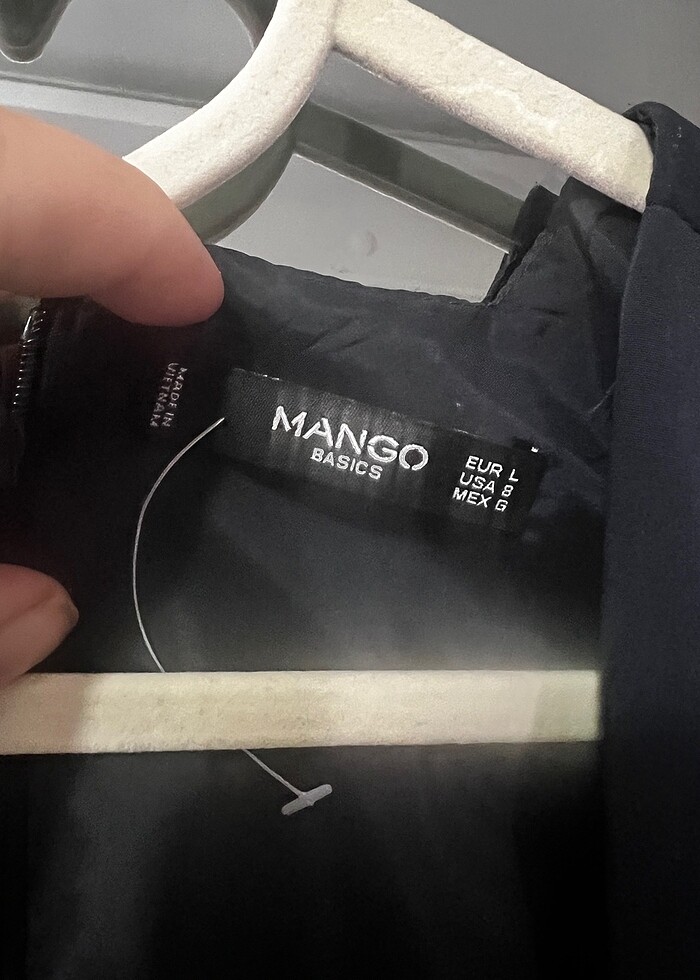 MADE IN
VIETNAM
MANGO
BASICS
EUR L
USA 8
MEX G